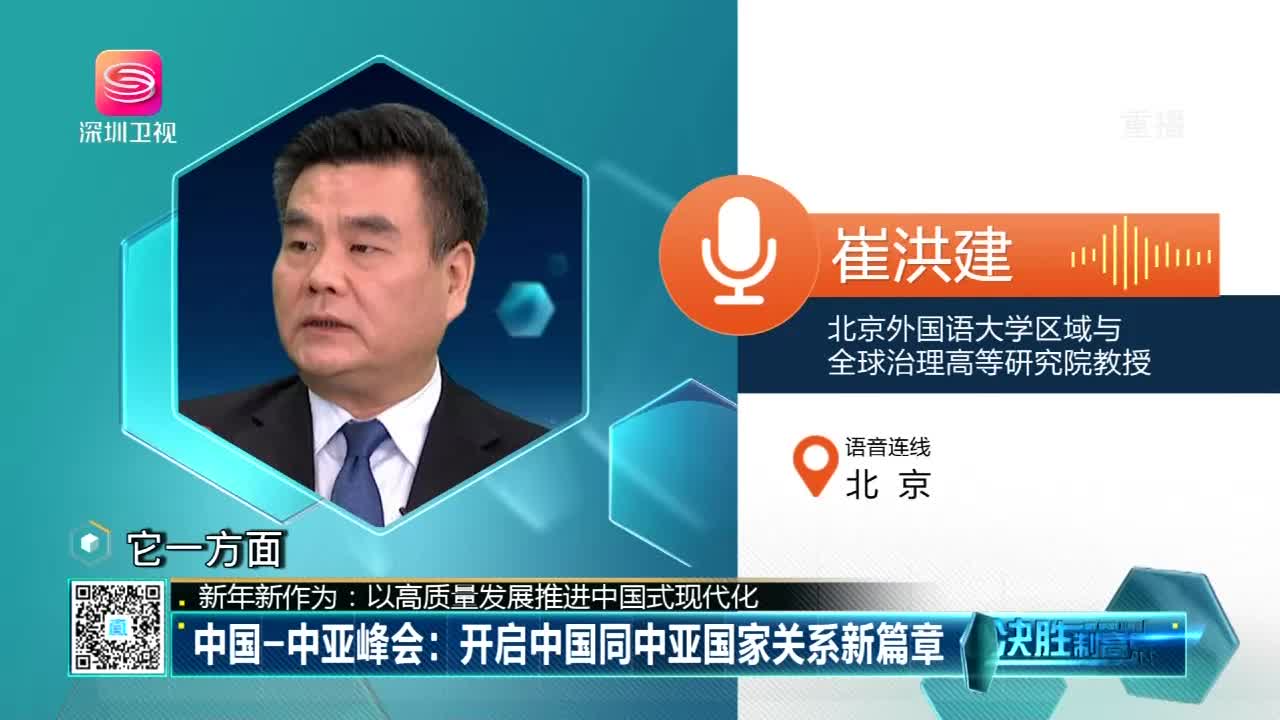 深圳卫视
重播
崔洪建
北京外国语大学区域与
全球治理高等研究院教授
语音连线
北京
它一方面
新年新作为：以高质量发展推进中国式现代化
中国-中亚峰会：开启中国同中亚国家关系新篇章
直
决胜制高点